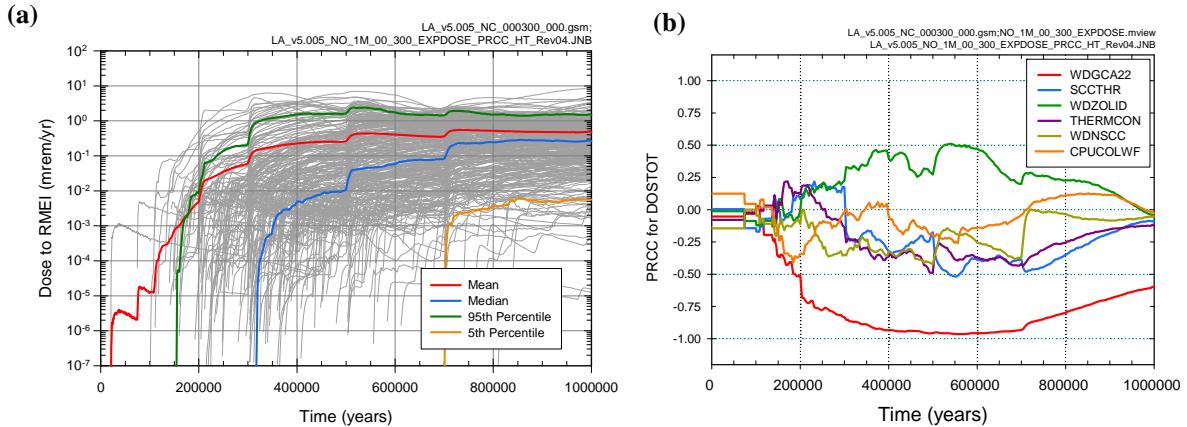 (a)
LA_v5.005_NC_000300_000.gsm;
LA_v5.005_NO_1M_00_300_EXPDOSE_PRCC_HT_Rev04.JNB
10^2
10^1
10^0
10^-1
10^-2
10^-3
10^-4
10^-5
10^-6
10^-7
Dose to RMEI (mrem/yr)
Mean
Median
95th Percentile
5th Percentile
0 200000 400000 600000 800000 1000000
Time (years)
(b)
LA_v5.005_NC_000300_000.gsm;NO_1M_00_300_EXPDOSE.mview
LA_v5.005_NO_1M_00_300_EXPDOSE_PRCC_HT_Rev04.JNB
WDGCA22
SCCTHR
WDZOLID
THERMCON
WDNSCC
CPUCOLWF
1.00
0.75
0.50
0.25
0.00
-0.25
-0.50
-0.75
-1.00
PRCC for DOSTOT
0 200000 400000 600000 800000 1000000
Time (years)